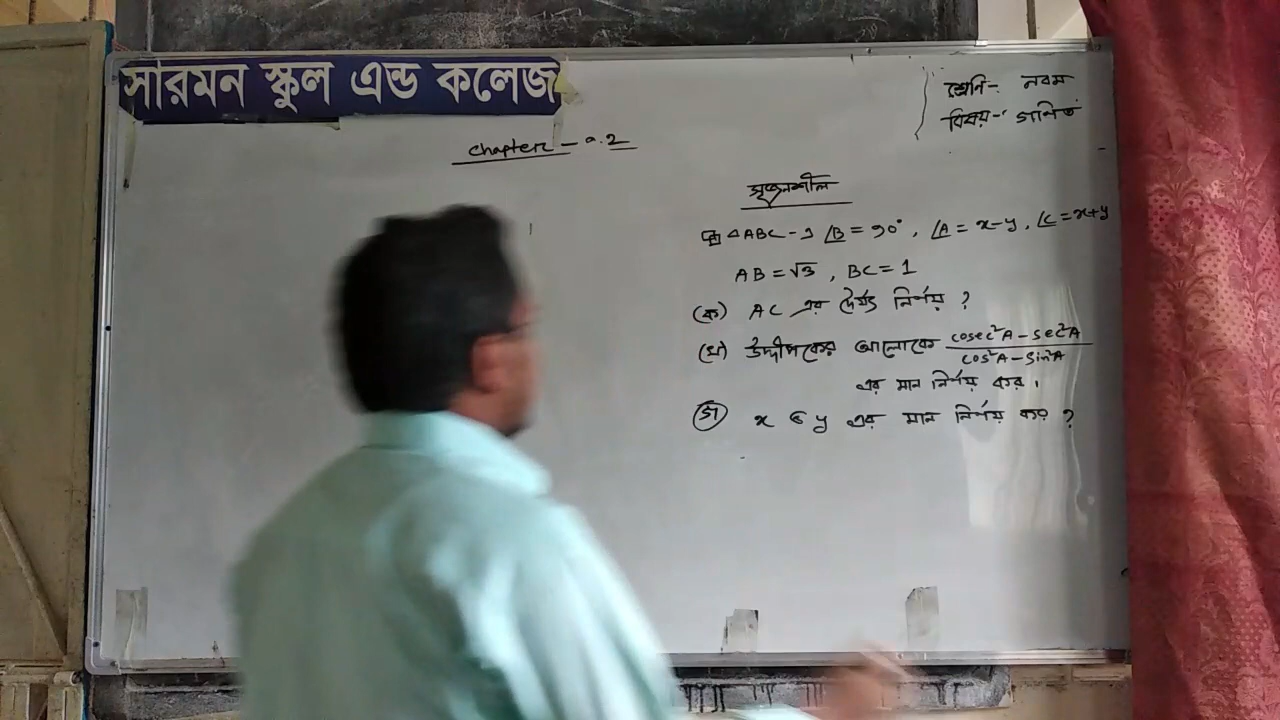 সারমন স্কুল এন্ড কলেজ
শ্রেণি- নবম
বিষয়- গণিত
Chapter - ৯.2
সৃজনশীল
△ABC-এ ∠B = 90°, ∠A = x-y, ∠C = x+y
AB = √3, BC = 1
(ক) AC এর দৈর্ঘ্য নির্ণয় ?
(খ) উদ্দীপকের আলোকে cosec²A - sec²A / cos²A - sin²A
এর মান নির্ণয় কর।
(গ) x ও y এর মান নির্ণয় কর ?